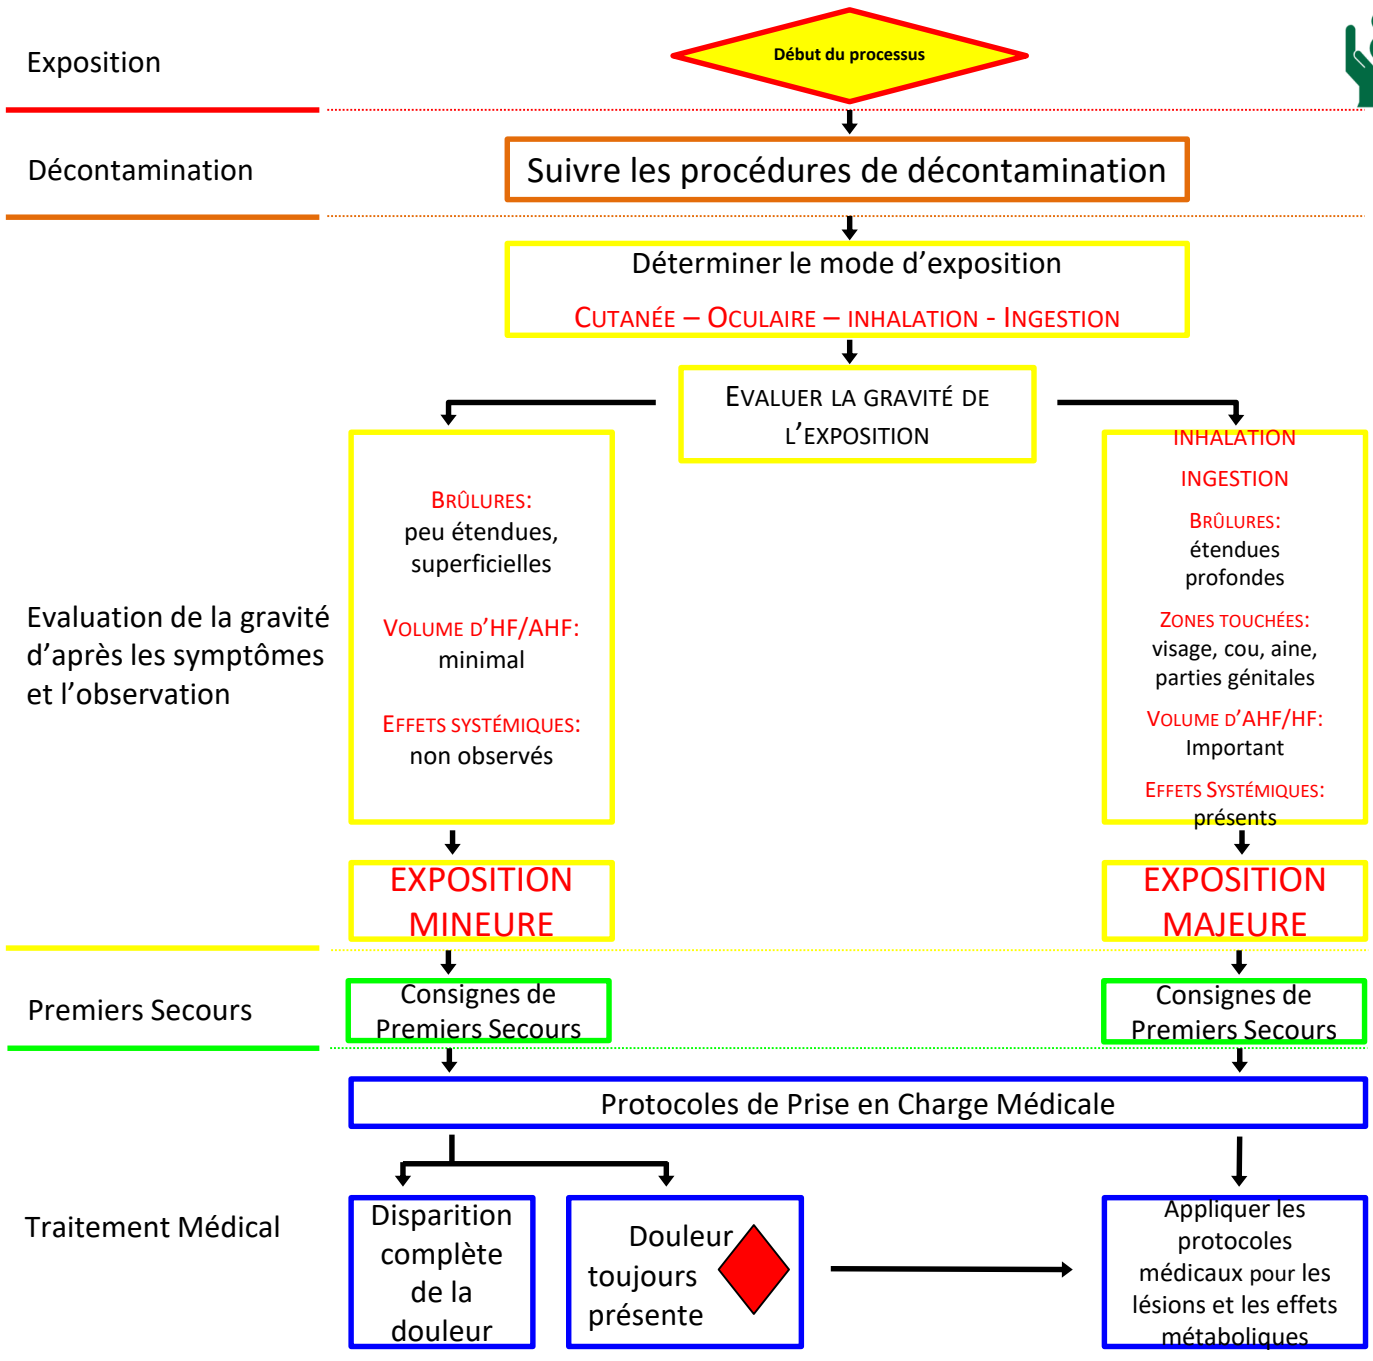 Début du processus
Exposition
Décontamination
Suivre les procédures de décontamination
Déterminer le mode d’exposition
CUTANÉE – OCULAIRE – INHALATION - INGESTION
EVALUER LA GRAVITÉ DE
L’EXPOSITION
BRÛLURES:
peu étendues,
superficielles
VOLUME D’HF/AHF:
minimal
EFFETS SYSTÉMIQUES:
non observés
INHALATION
INGESTION
BRÛLURES:
étendues
profondes
ZONES TOUCHÉES:
visage, cou, aine,
parties génitales
VOLUME D’AHF/HF:
Important
EFFETS SYSTÉMIQUES:
présents
Evaluation de la gravité
d’après les symptômes
et l’observation
EXPOSITION
MINEURE
EXPOSITION
MAJEURE
Premiers Secours
Consignes de
Premiers Secours
Consignes de
Premiers Secours
Protocoles de Prise en Charge Médicale
Traitement Médical
Disparition
complète
de la
douleur
Douleur
toujours
présente
Appliquer les
protocoles
médicaux pour les
lésions et les effets
métaboliques